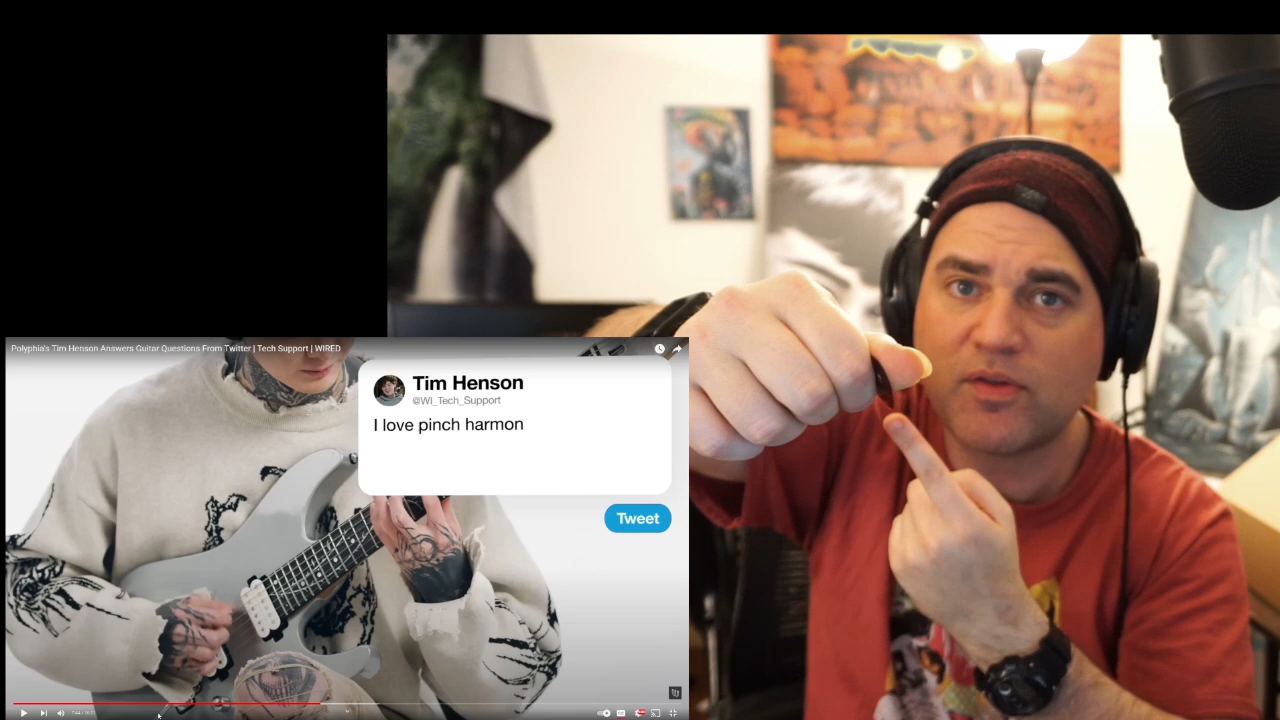 Polyphia's Tim Henson Answers Guitar Questions From Twitter | Tech Support | WIRED
Tim Henson
@WI_Tech_Support
I love pinch harmon
Tweet